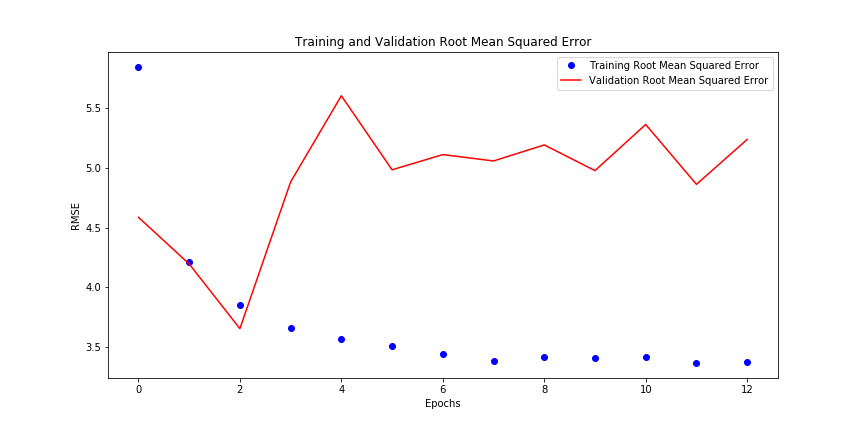 Training and Validation Root Mean Squared Error
Training Root Mean Squared Error
Validation Root Mean Squared Error
RMSE
5.5
5.0
4.5
4.0
3.5
0 2 4 6 8 10 12
Epochs